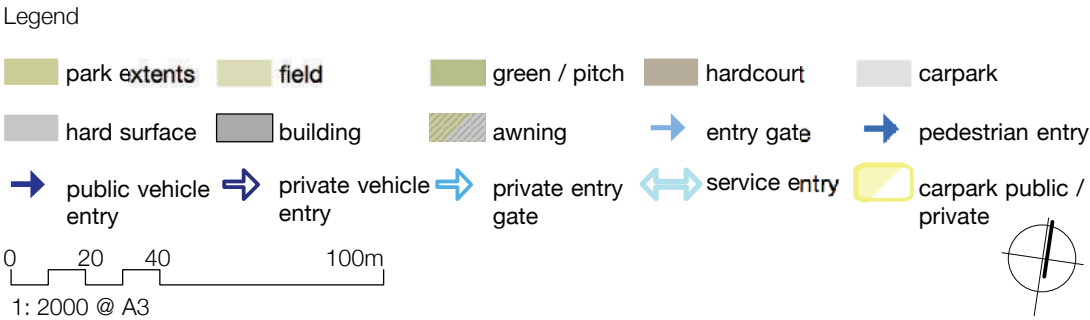 Legend
park extents field green / pitch hardcourt carpark
hard surface building awning entry gate pedestrian entry
public vehicle private vehicle private entry service entry carpark public /
entry entry gate private
0 20 40 100m
1: 2000 @ A3